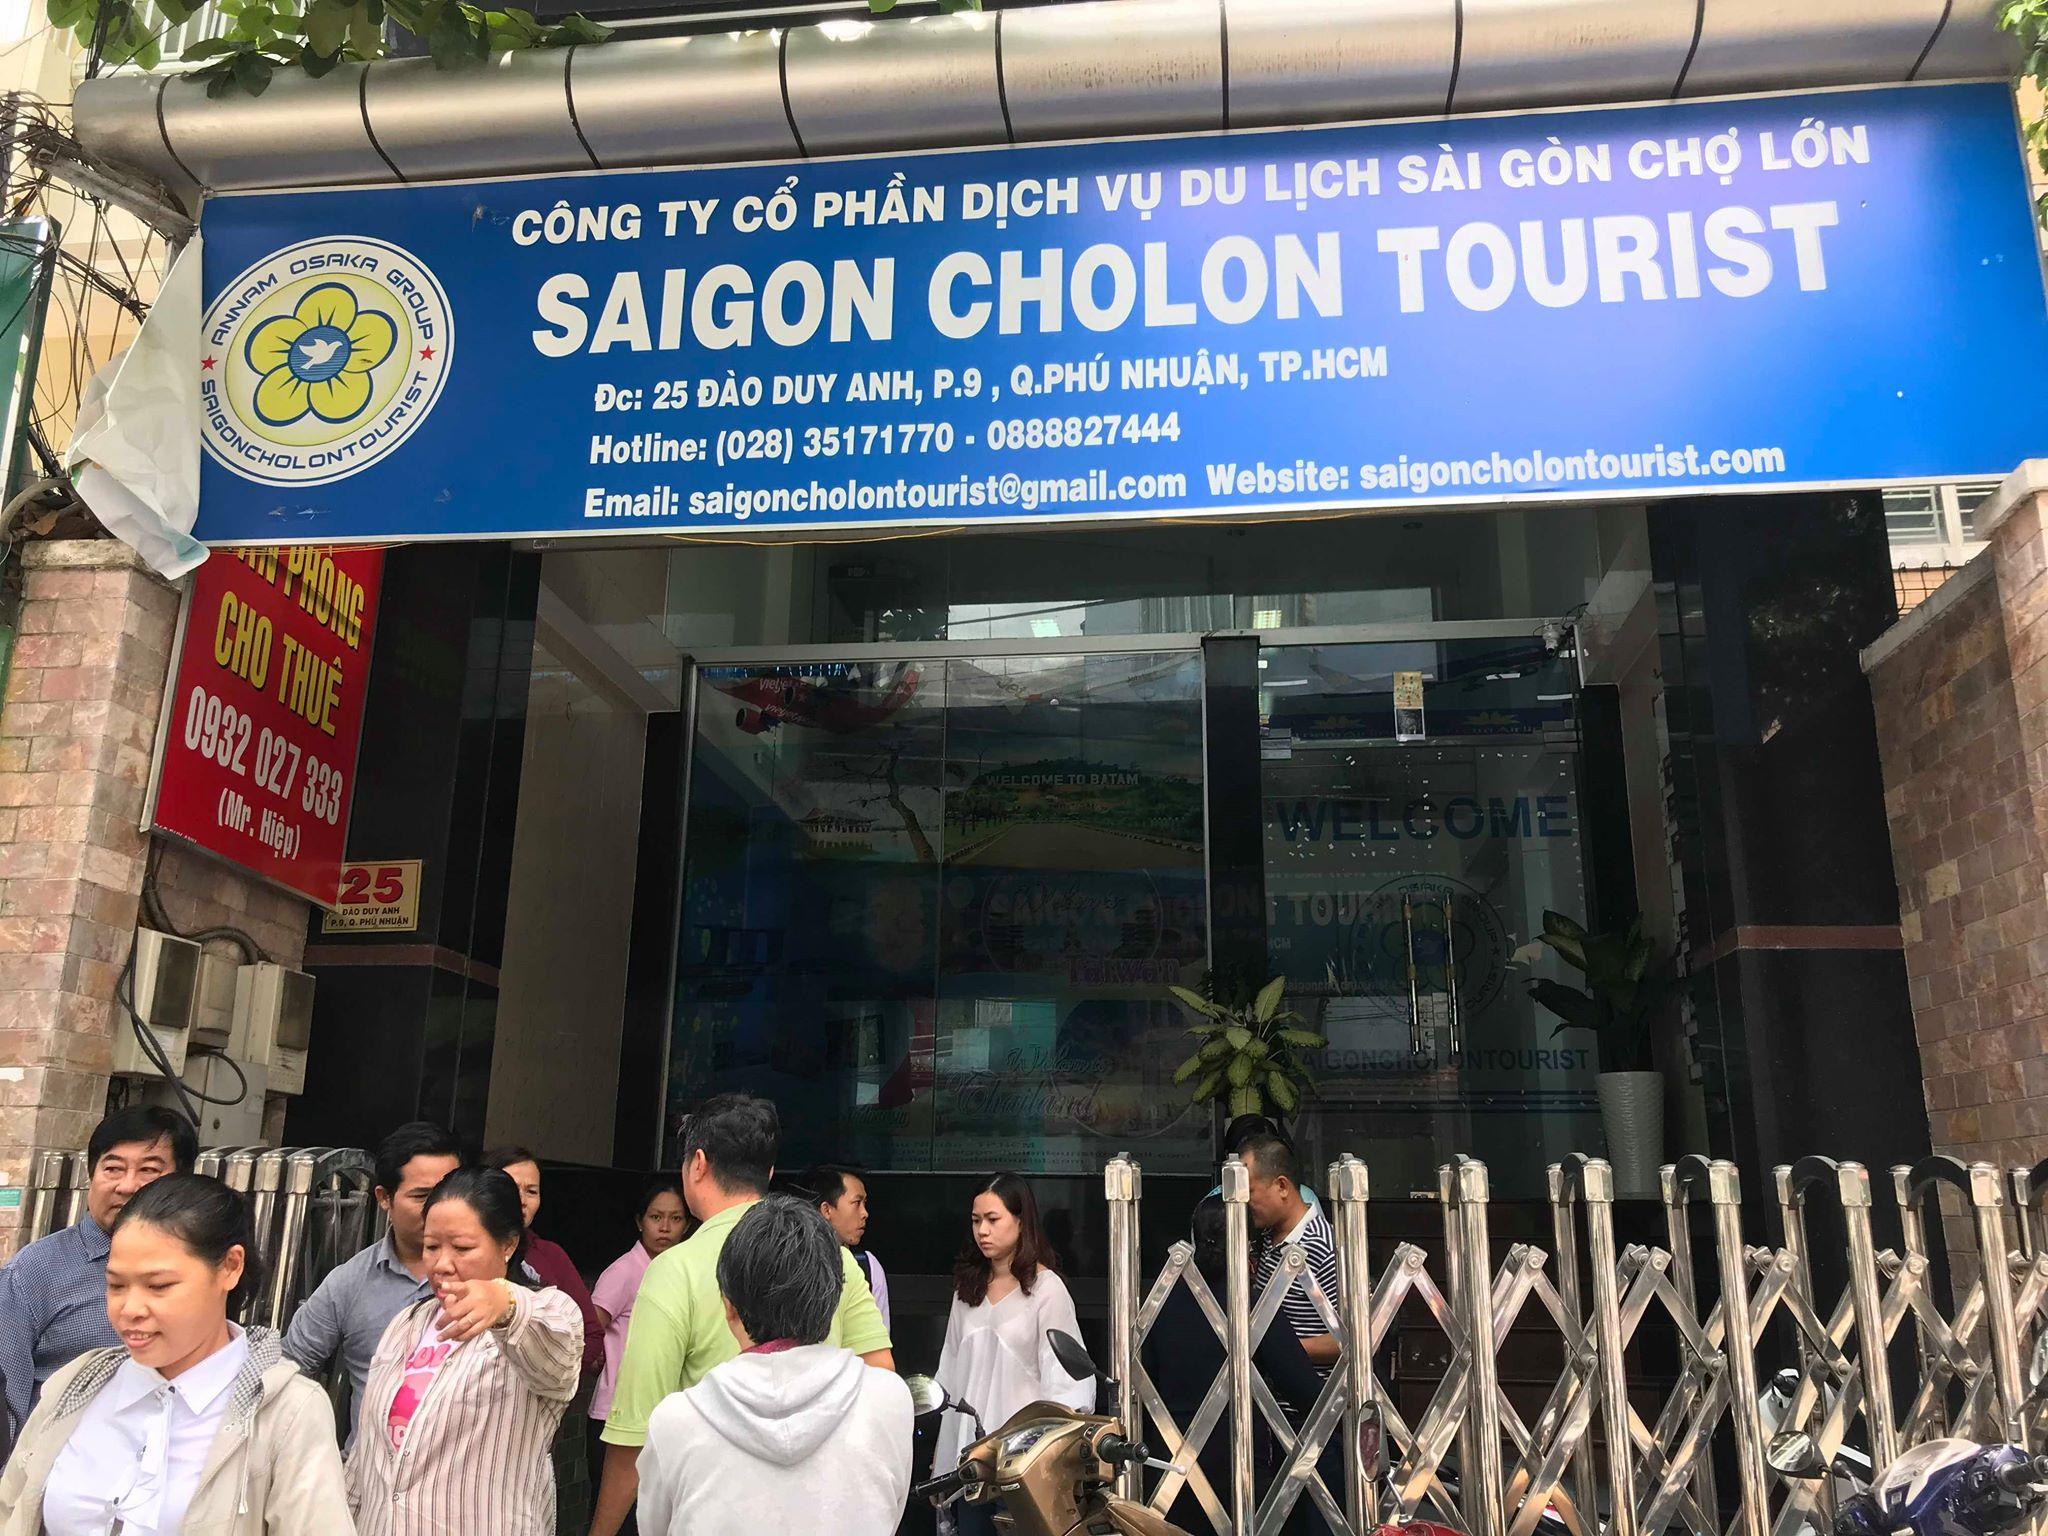 CÔNG TY CỔ PHẦN DỊCH VỤ DU LỊCH SÀI GÒN CHỢ LỚN
SAIGON CHOLON TOURIST
Đc: 25 ĐÀO DUY ANH, P.9 , Q.PHÚ NHUẬN, TP.HCM
Hotline: (028) 35171770 - 0888827444
Email: saigoncholontourist@gmail.com Website: saigoncholontourist.com
ANNAM OSAKA GROUP
SAIGONCHOLONTOURIST
PHÒNG
CHO THUÊ
0932 027 333
(Mr. Hiệp)
25
ĐÀO DUY ANH
P.9, Q. PHÚ NHUẬN
WELCOME TO BATAM
WELCOME
Welcome
Taiwan
Welcome to
Thailand
SAIGONCHOLONTOURIST